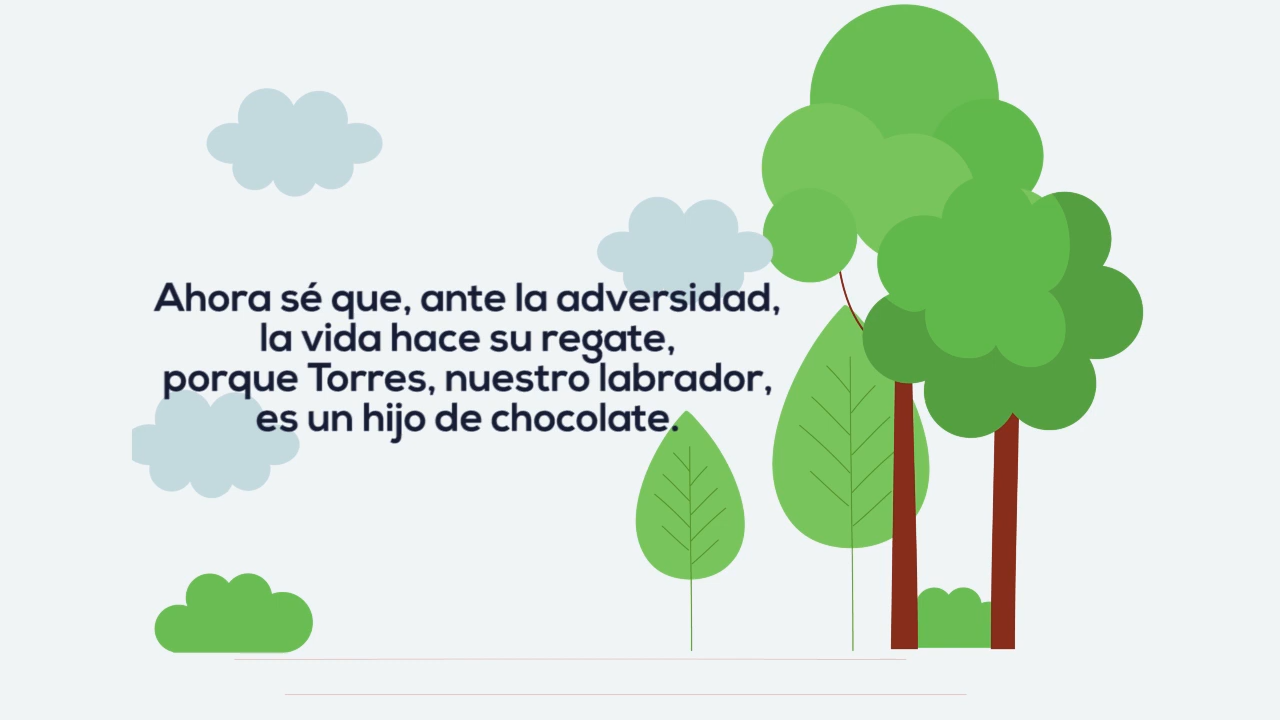 Ahora sé que, ante la adversidad,
la vida hace su regate,
porque Torres, nuestro labrador,
es un hijo de chocolate.